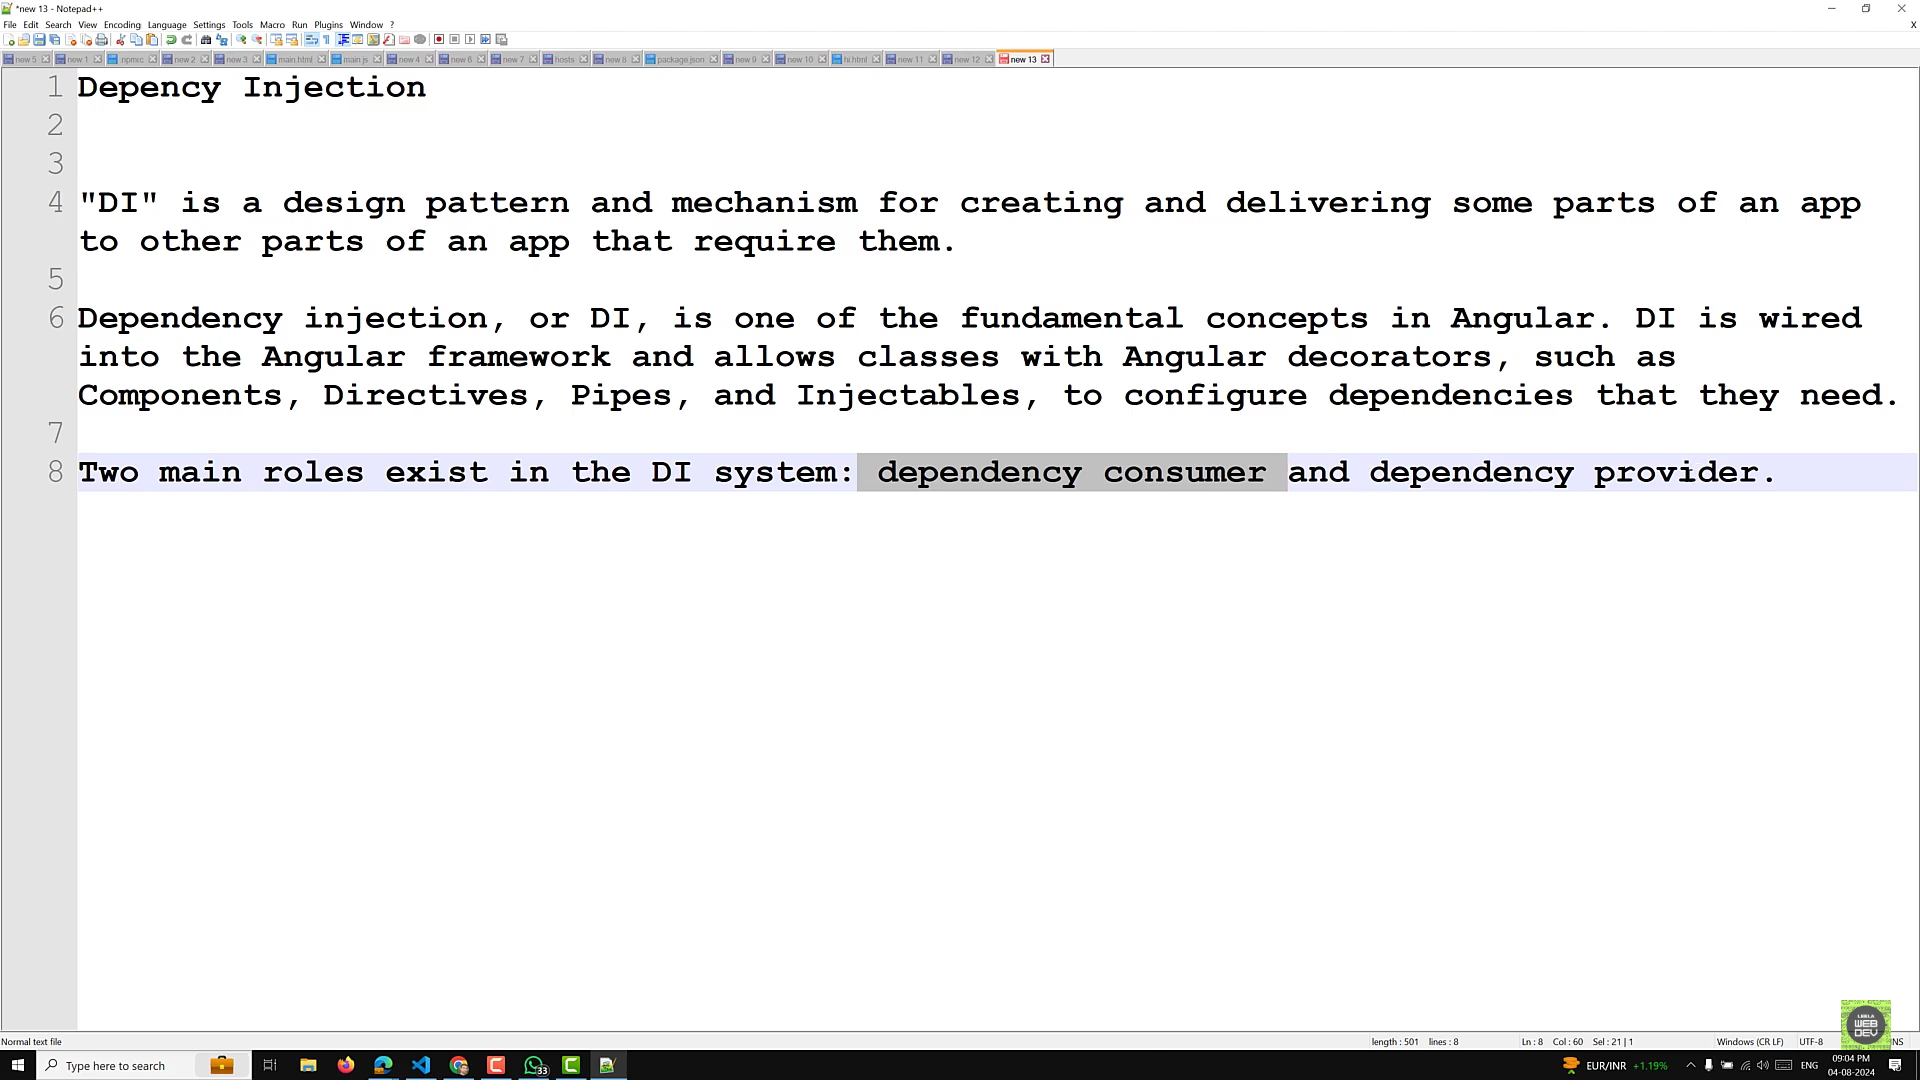 *new 13 - Notepad++
File Edit Search View Encoding Language Settings Tools Macro Run Plugins Window ? X
new 5 new 1 npmrc new 2 new 3 main.html main.js new 4 new 6 new 7 hosts new 8 package.json new 9 new 10 hi.html new 11 new 12 new 13
1 Depency Injection
2
3
4 "DI" is a design pattern and mechanism for creating and delivering some parts of an app
to other parts of an app that require them.
5
6 Dependency injection, or DI, is one of the fundamental concepts in Angular. DI is wired
into the Angular framework and allows classes with Angular decorators, such as
Components, Directives, Pipes, and Injectables, to configure dependencies that they need.
7
8 Two main roles exist in the DI system: dependency consumer and dependency provider.
LEELA
WEB
DEV
Normal text file length : 501 lines : 8 Ln : 8 Col : 60 Sel : 21 | 1 Windows (CR LF) UTF-8 INS
Type here to search 33 EUR/INR +1.19% ENG 09:04 PM
04-08-2024